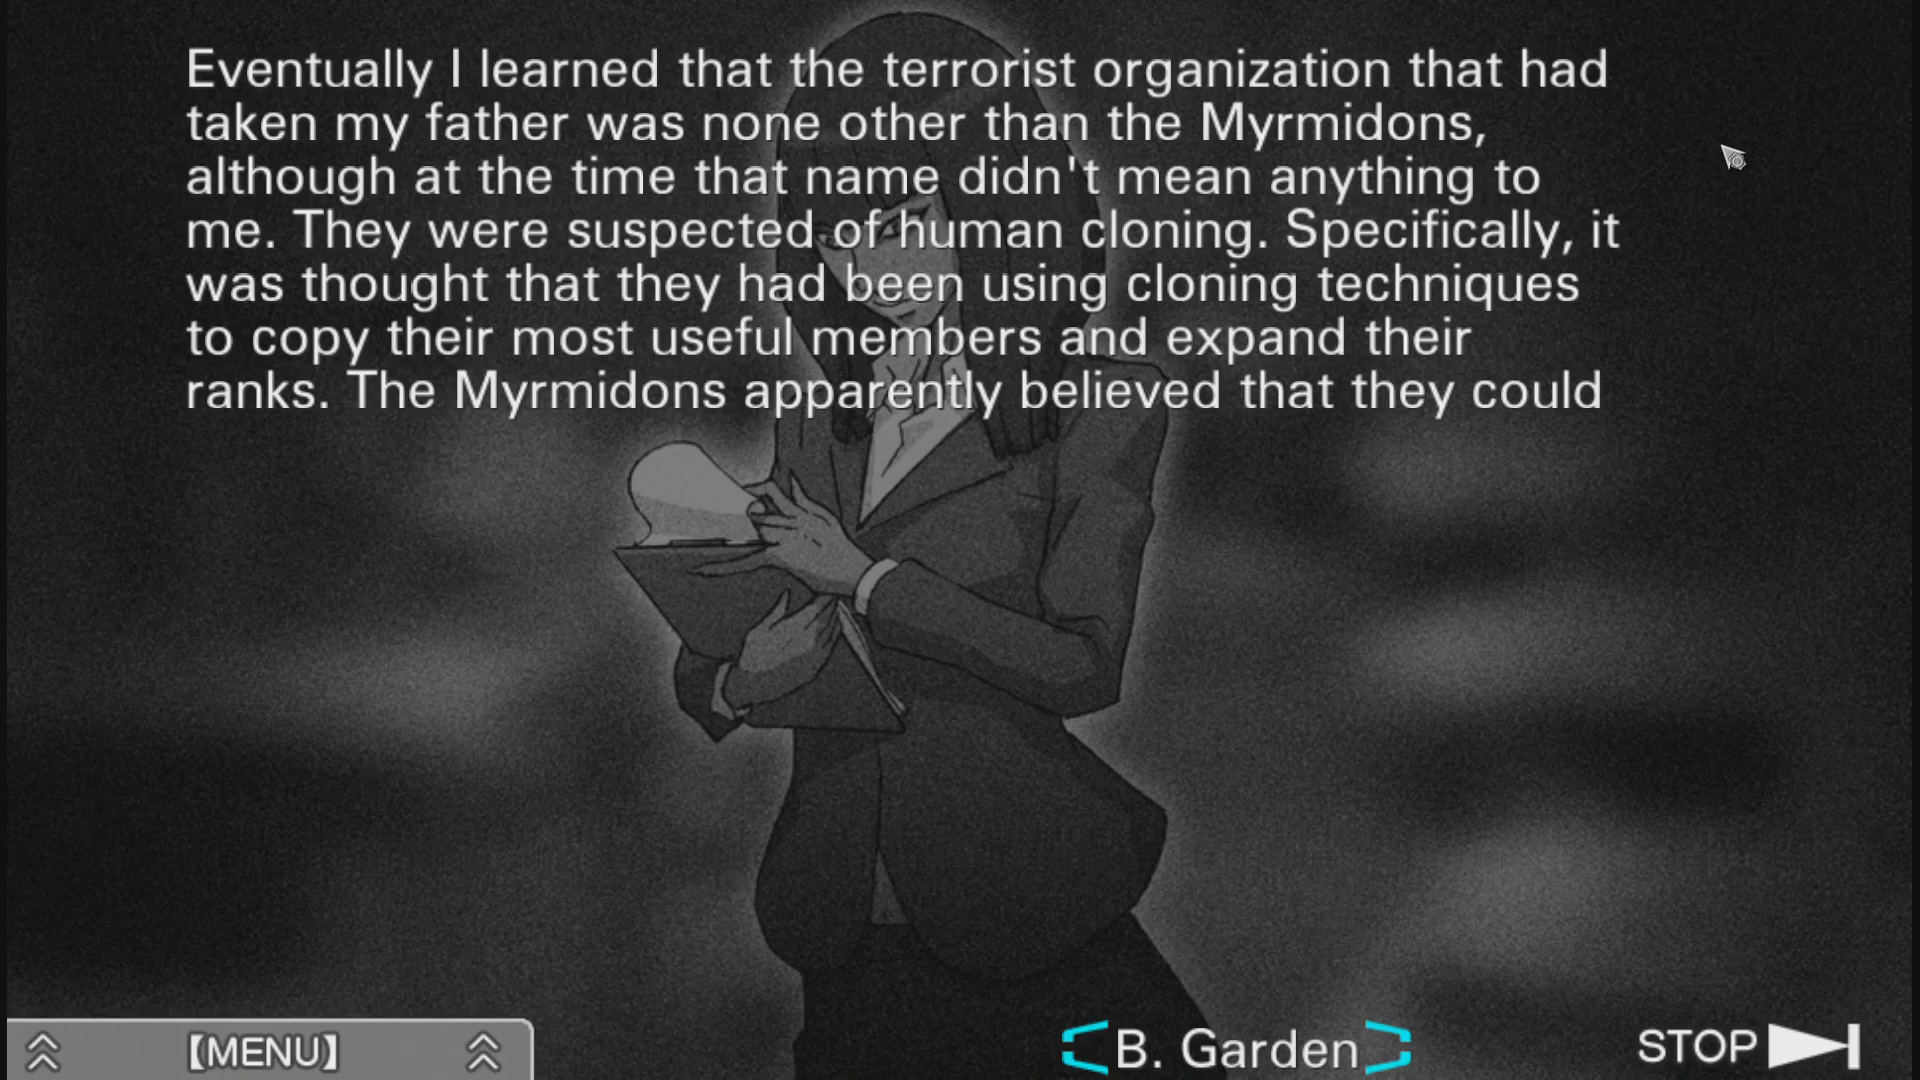 Eventually I learned that the terrorist organization that had
taken my father was none other than the Myrmidons,
although at the time that name didn't mean anything to
me. They were suspected of human cloning. Specifically, it
was thought that they had been using cloning techniques
to copy their most useful members and expand their
ranks. The Myrmidons apparently believed that they could
【MENU】
B. Garden
STOP